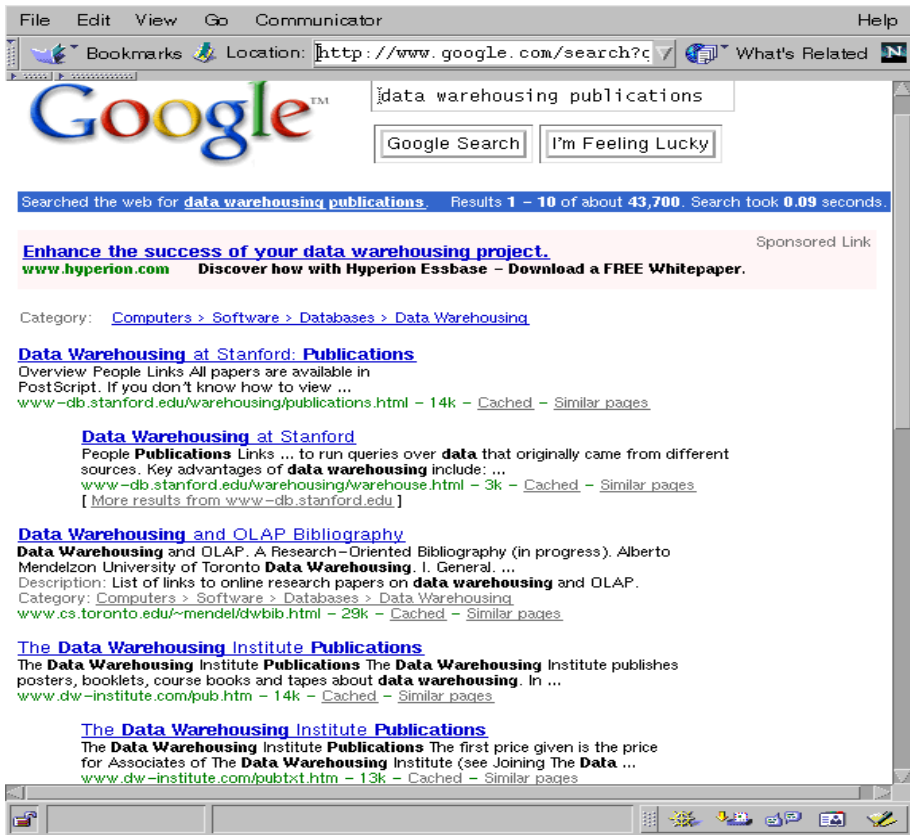 File Edit View Go Communicator Help
Bookmarks Location: http://www.google.com/search?q What's Related N
Google™
data warehousing publications
Google Search I'm Feeling Lucky
Searched the web for data warehousing publications. Results 1 - 10 of about 43,700. Search took 0.09 seconds.
Sponsored Link
Enhance the success of your data warehousing project.
www.hyperion.com Discover how with Hyperion Essbase - Download a FREE Whitepaper.
Category: Computers > Software > Databases > Data Warehousing
Data Warehousing at Stanford: Publications
Overview People Links All papers are available in
PostScript. If you don't know how to view ...
www-db.stanford.edu/warehousing/publications.html - 14k - Cached - Similar pages
Data Warehousing at Stanford
People Publications Links ... to run queries over data that originally came from different
sources. Key advantages of data warehousing include: ...
www-db.stanford.edu/warehousing/warehouse.html - 3k - Cached - Similar pages
[ More results from www-db.stanford.edu ]
Data Warehousing and OLAP Bibliography
Data Warehousing and OLAP. A Research-Oriented Bibliography (in progress). Alberto
Mendelzon University of Toronto Data Warehousing. I. General. ...
Description: List of links to online research papers on data warehousing and OLAP.
Category: Computers > Software > Databases > Data Warehousing
www.cs.toronto.edu/~mendel/dwbib.html - 29k - Cached - Similar pages
The Data Warehousing Institute Publications
The Data Warehousing Institute Publications The Data Warehousing Institute publishes
posters, booklets, course books and tapes about data warehousing. In ...
www.dw-institute.com/pub.htm - 14k - Cached - Similar pages
The Data Warehousing Institute Publications
The Data Warehousing Institute Publications The first price given is the price
for Associates of The Data Warehousing Institute (see Joining The Data ...
www.dw-institute.com/pubtxt.htm - 13k - Cached - Similar pages